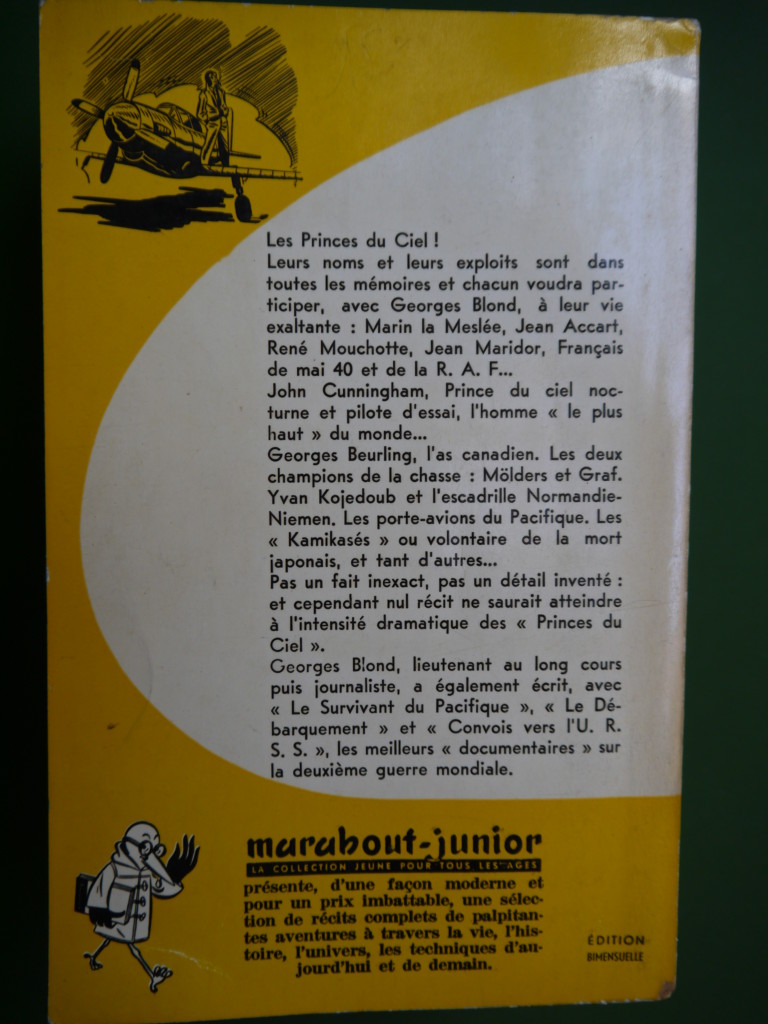 Les Princes du Ciel !
Leurs noms et leurs exploits sont dans
toutes les mémoires et chacun voudra par-
ticiper, avec Georges Blond, à leur vie
exaltante : Marin la Meslée, Jean Accart,
René Mouchotte, Jean Maridor, Français
de mai 40 et de la R. A. F...
John Cunningham, Prince du ciel noc-
turne et pilote d'essai, l'homme « le plus
haut » du monde...
Georges Beurling, l'as canadien. Les deux
champions de la chasse : Mölders et Graf.
Yvan Kojedoub et l'escadrille Normandie-
Niemen. Les porte-avions du Pacifique. Les
« Kamikasés » ou volontaire de la mort
japonais, et tant d'autres...
Pas un fait inexact, pas un détail inventé :
et cependant nul récit ne saurait atteindre
à l'intensité dramatique des « Princes du
Ciel ».
Georges Blond, lieutenant au long cours
puis journaliste, a également écrit, avec
« Le Survivant du Pacifique », « Le Dé-
barquement » et « Convois vers l'U. R.
S. S. », les meilleurs « documentaires » sur
la deuxième guerre mondiale.
marabout-junior
LA COLLECTION JEUNE POUR TOUS LES AGES
présente, d'une façon moderne et
pour un prix imbattable, une sélec-
tion de récits complets de palpitan-
tes aventures à travers la vie, l'his-
toire, l'univers, les techniques d'au-
jourd'hui et de demain.
ÉDITION
BIMENSUELLE